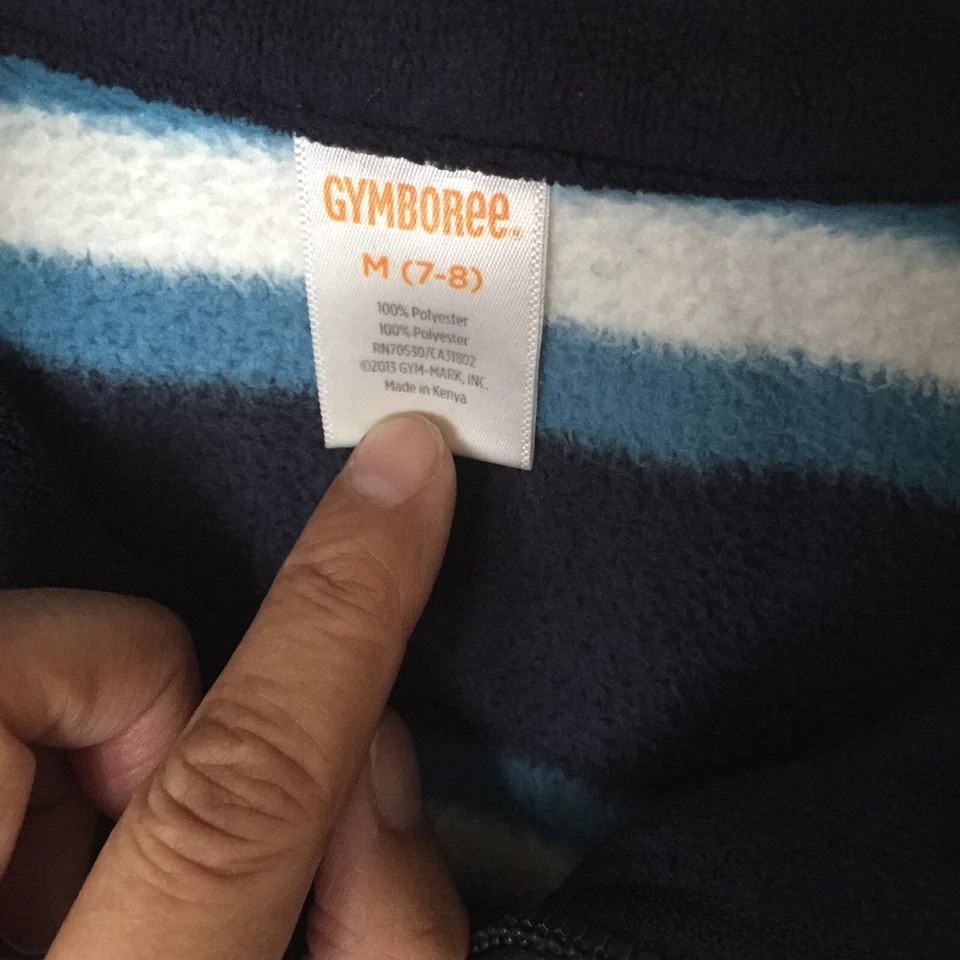 GYMBORee®
M (7-8)
100% Polyester
100% Polyester
RN70530/CA31802
©2013 GYM-MARK, INC.
Made in Kenya